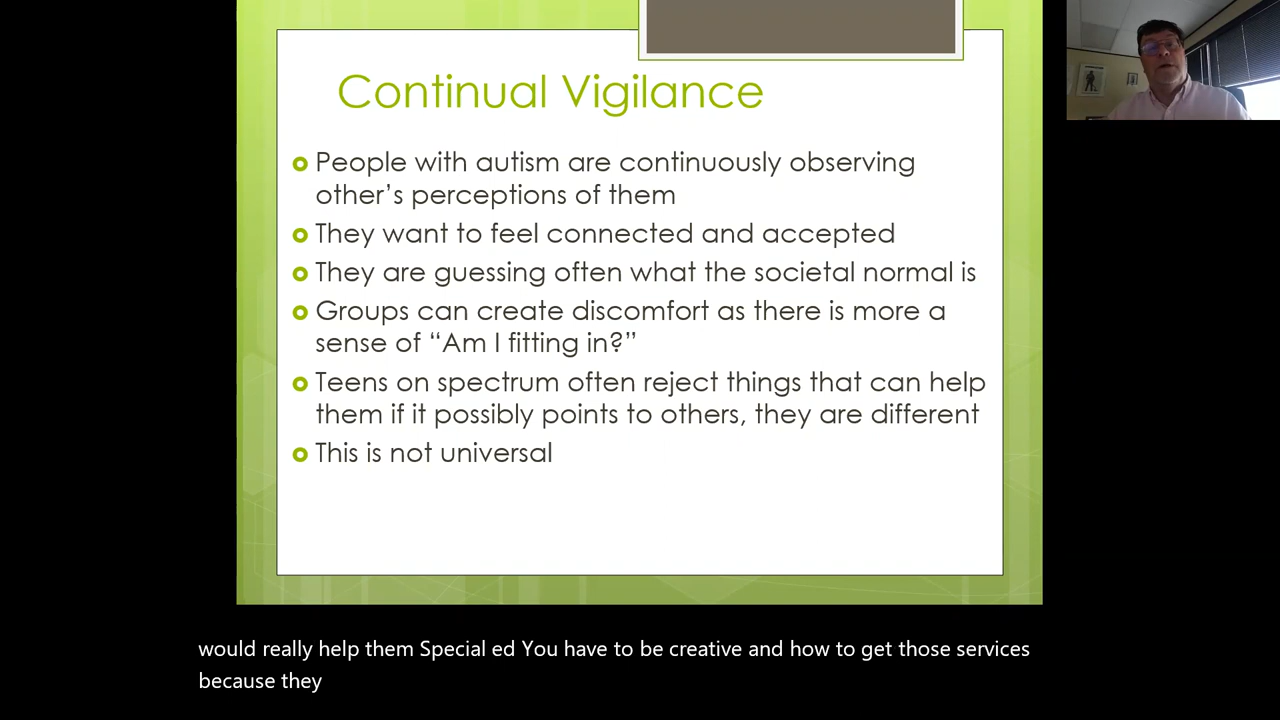 Continual Vigilance
People with autism are continuously observing
other’s perceptions of them
They want to feel connected and accepted
They are guessing often what the societal normal is
Groups can create discomfort as there is more a
sense of “Am I fitting in?”
Teens on spectrum often reject things that can help
them if it possibly points to others, they are different
This is not universal
would really help them Special ed You have to be creative and how to get those services
because they